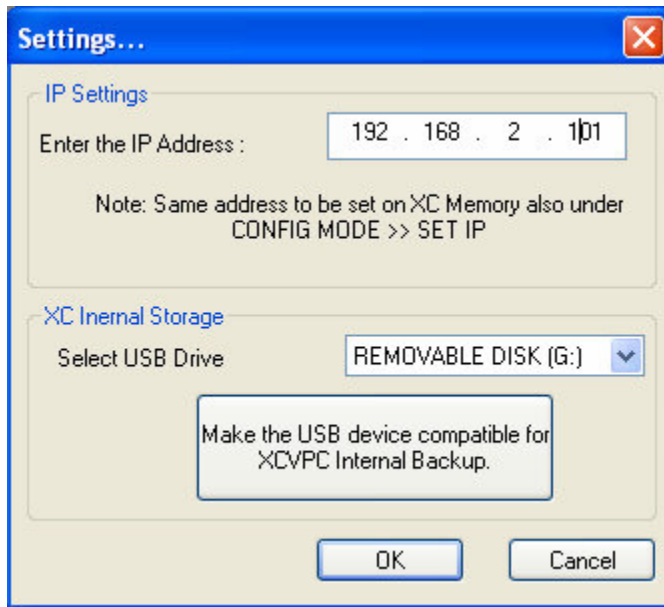 Settings...
IP Settings
Enter the IP Address : 192 . 168 . 2 . 101
Note: Same address to be set on XC Memory also under
CONFIG MODE >> SET IP
XC Inernal Storage
Select USB Drive REMOVABLE DISK (G:)
Make the USB device compatible for
XCVPC Internal Backup.
OK Cancel